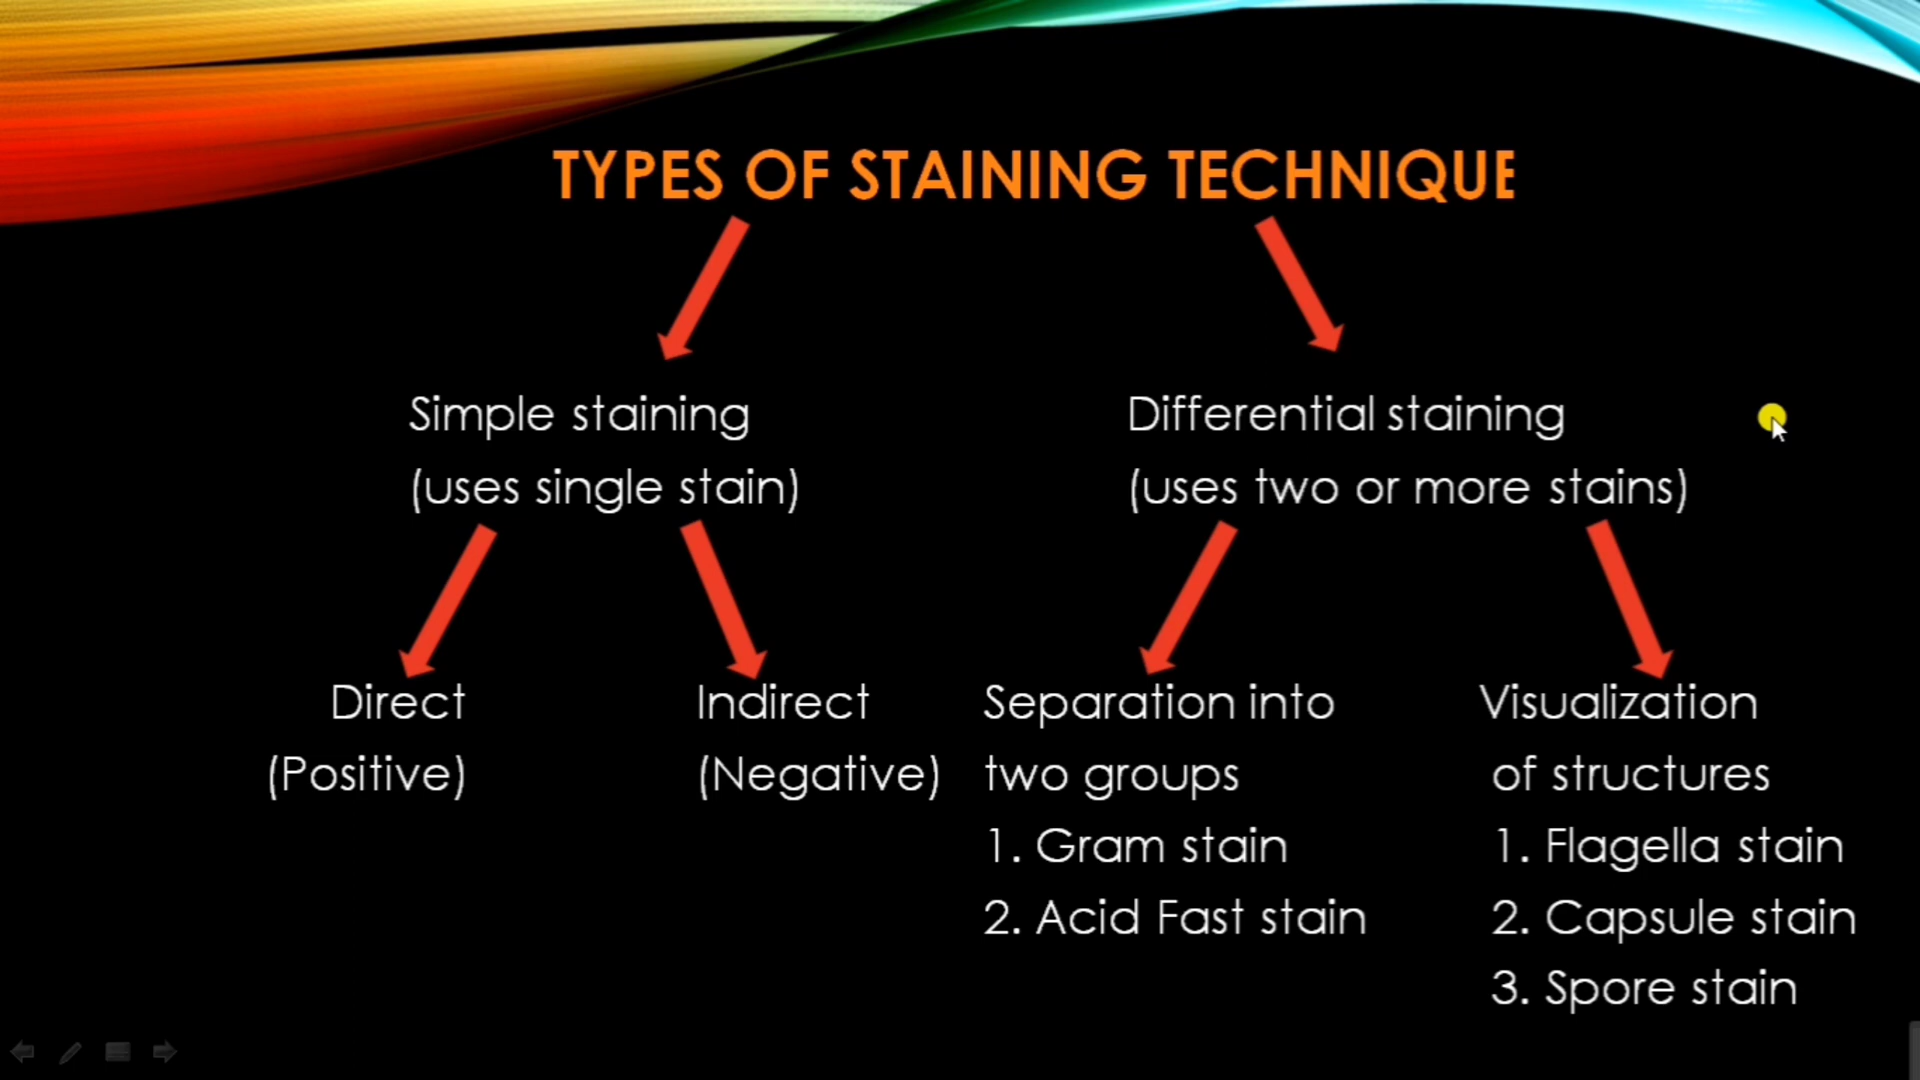 TYPES OF STAINING TECHNIQUE
Simple staining
(uses single stain)
Differential staining
(uses two or more stains)
Direct
(Positive)
Indirect
(Negative)
Separation into
two groups
1. Gram stain
2. Acid Fast stain
Visualization
of structures
1. Flagella stain
2. Capsule stain
3. Spore stain